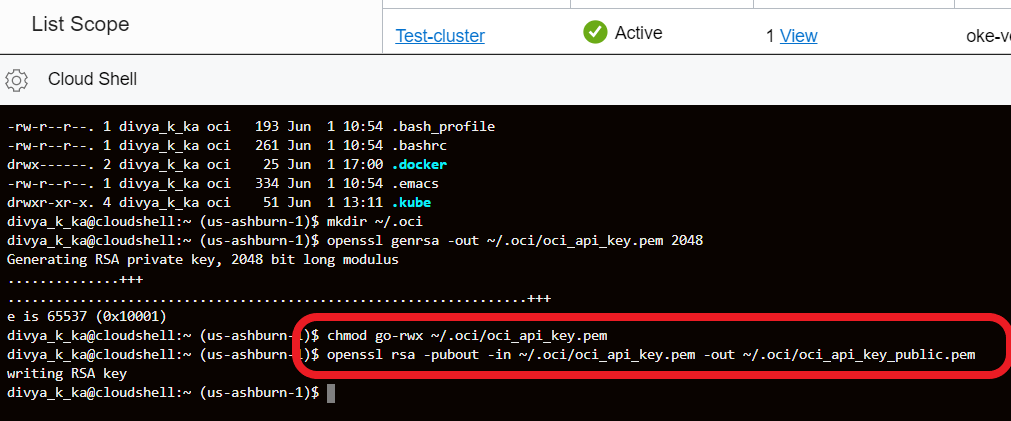 List Scope
Test-cluster Active 1 View
Cloud Shell
-rw-r--r--. 1 divya_k_ka oci   193 Jun  1 10:54 .bash_profile
-rw-r--r--. 1 divya_k_ka oci   261 Jun  1 10:54 .bashrc
drwx------. 2 divya_k_ka oci    25 Jun  1 17:00 .docker
-rw-r--r--. 1 divya_k_ka oci   334 Jun  1 10:54 .emacs
drwxr-xr-x. 4 divya_k_ka oci    51 Jun  1 13:11 .kube
divya_k_ka@cloudshell:~ (us-ashburn-1)$ mkdir ~/.oci
divya_k_ka@cloudshell:~ (us-ashburn-1)$ openssl genrsa -out ~/.oci/oci_api_key.pem 2048
Generating RSA private key, 2048 bit long modulus
..............+++
..................................................................+++
e is 65537 (0x10001)
divya_k_ka@cloudshell:~ (us-ashburn-1)$ chmod go-rwx ~/.oci/oci_api_key.pem
divya_k_ka@cloudshell:~ (us-ashburn-1)$ openssl rsa -pubout -in ~/.oci/oci_api_key.pem -out ~/.oci/oci_api_key_public.pem
writing RSA key
divya_k_ka@cloudshell:~ (us-ashburn-1)$